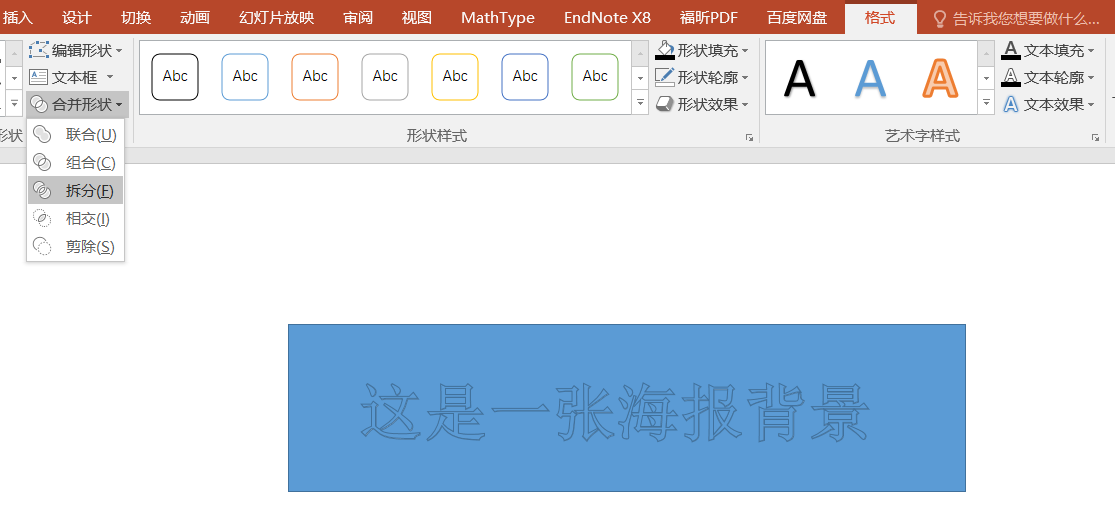 插入 设计 切换 动画 幻灯片放映 审阅 视图 MathType EndNote X8 福昕PDF 百度网盘 格式 告诉我您想要做什么...
编辑形状
文本框
合并形状
联合(U)
组合(C)
拆分(F)
相交(I)
剪除(S)
形状
Abc Abc Abc Abc Abc Abc Abc
形状填充
形状轮廓
形状效果
形状样式
A A A
文本填充
文本轮廓
文本效果
艺术字样式
这是一张海报背景